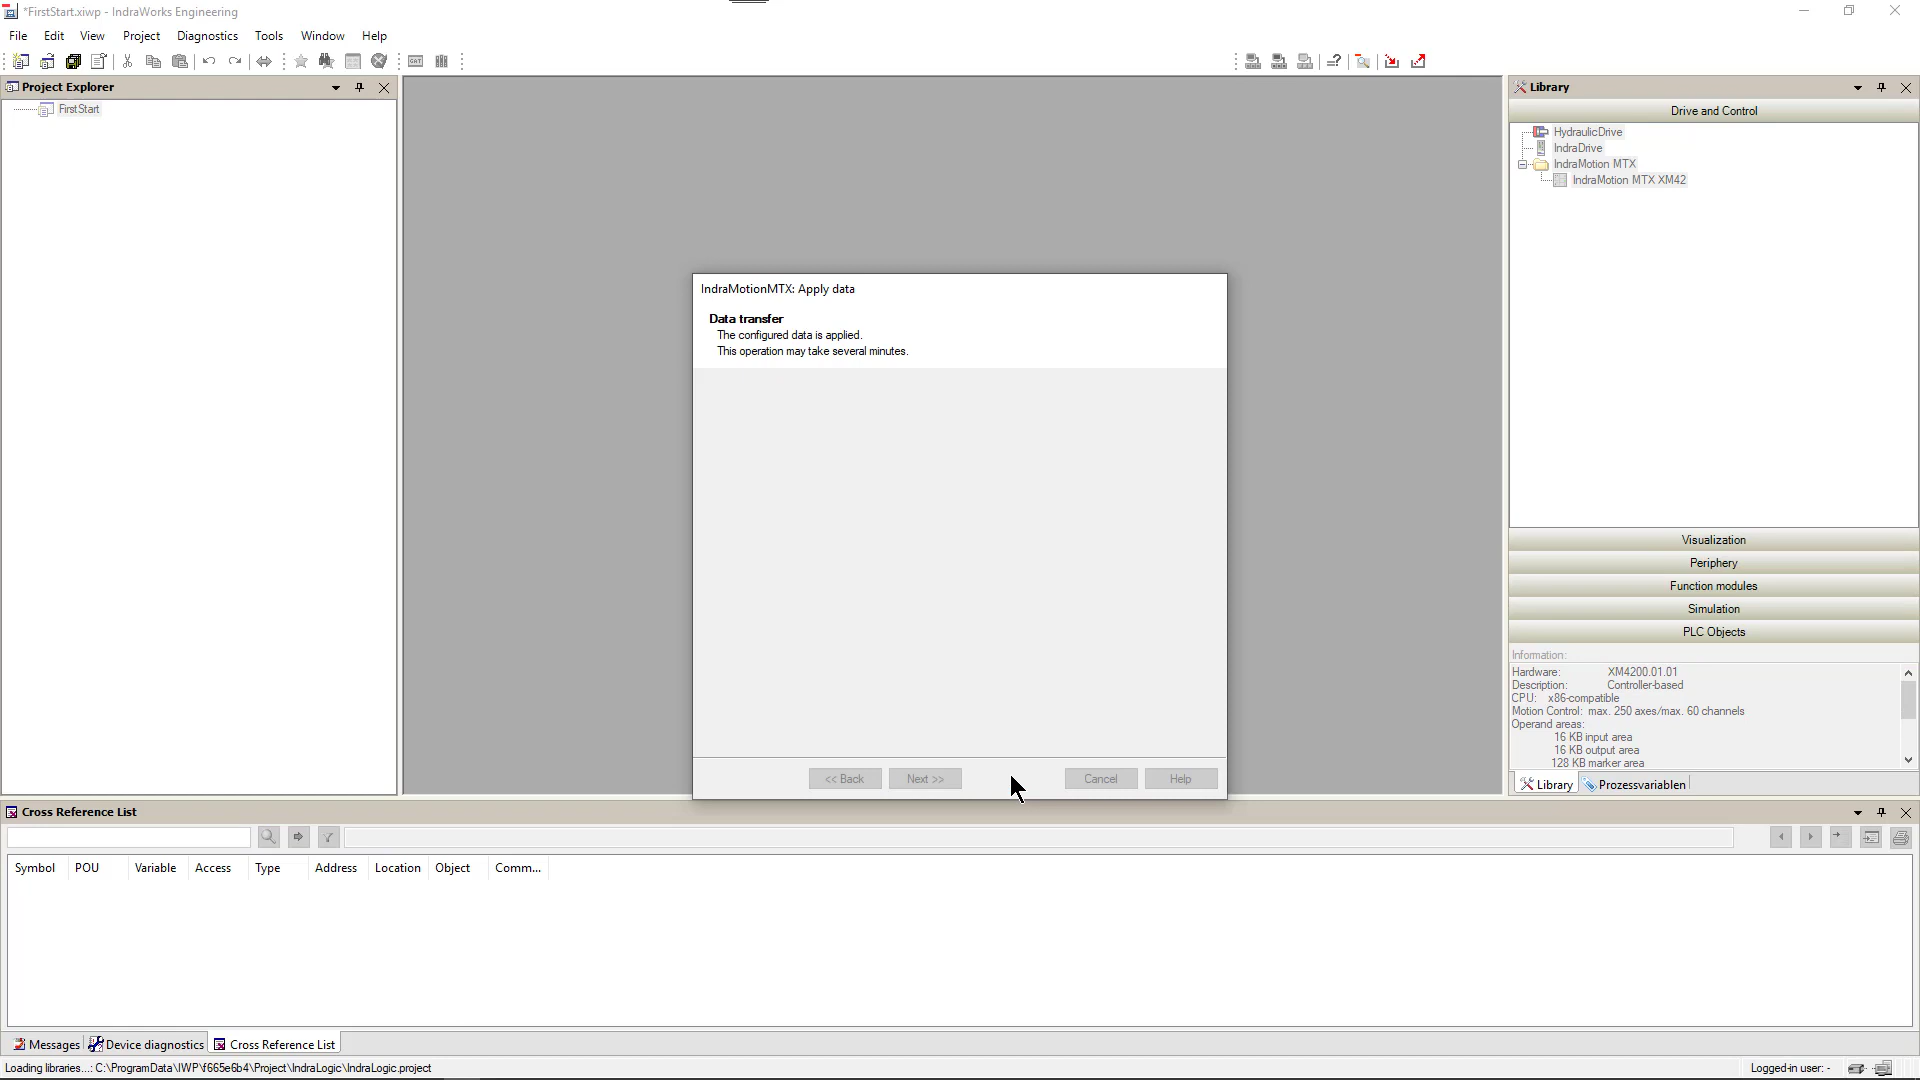 *FirstStart.xiwp - IndraWorks Engineering
File Edit View Project Diagnostics Tools Window Help
Project Explorer
FirstStart
IndraMotionMTX: Apply data
Data transfer
The configured data is applied.
This operation may take several minutes.
<< Back Next >> Cancel Help
Library
Drive and Control
HydraulicDrive
IndraDrive
IndraMotion MTX
IndraMotion MTX XM42
Visualization
Periphery
Function modules
Simulation
PLC Objects
Information:
Hardware: XM4200.01.01
Description: Controller-based
CPU: x86-compatible
Motion Control: max. 250 axes/max. 60 channels
Operand areas:
16 KB input area
16 KB output area
128 KB marker area
Library Prozessvariablen
Cross Reference List
Symbol POU Variable Access Type Address Location Object Comm...
Messages Device diagnostics Cross Reference List
Loading libraries...: C:\ProgramData\IWP\f665e6b4\Project\IndraLogic\IndraLogic.project
Logged-in user: -